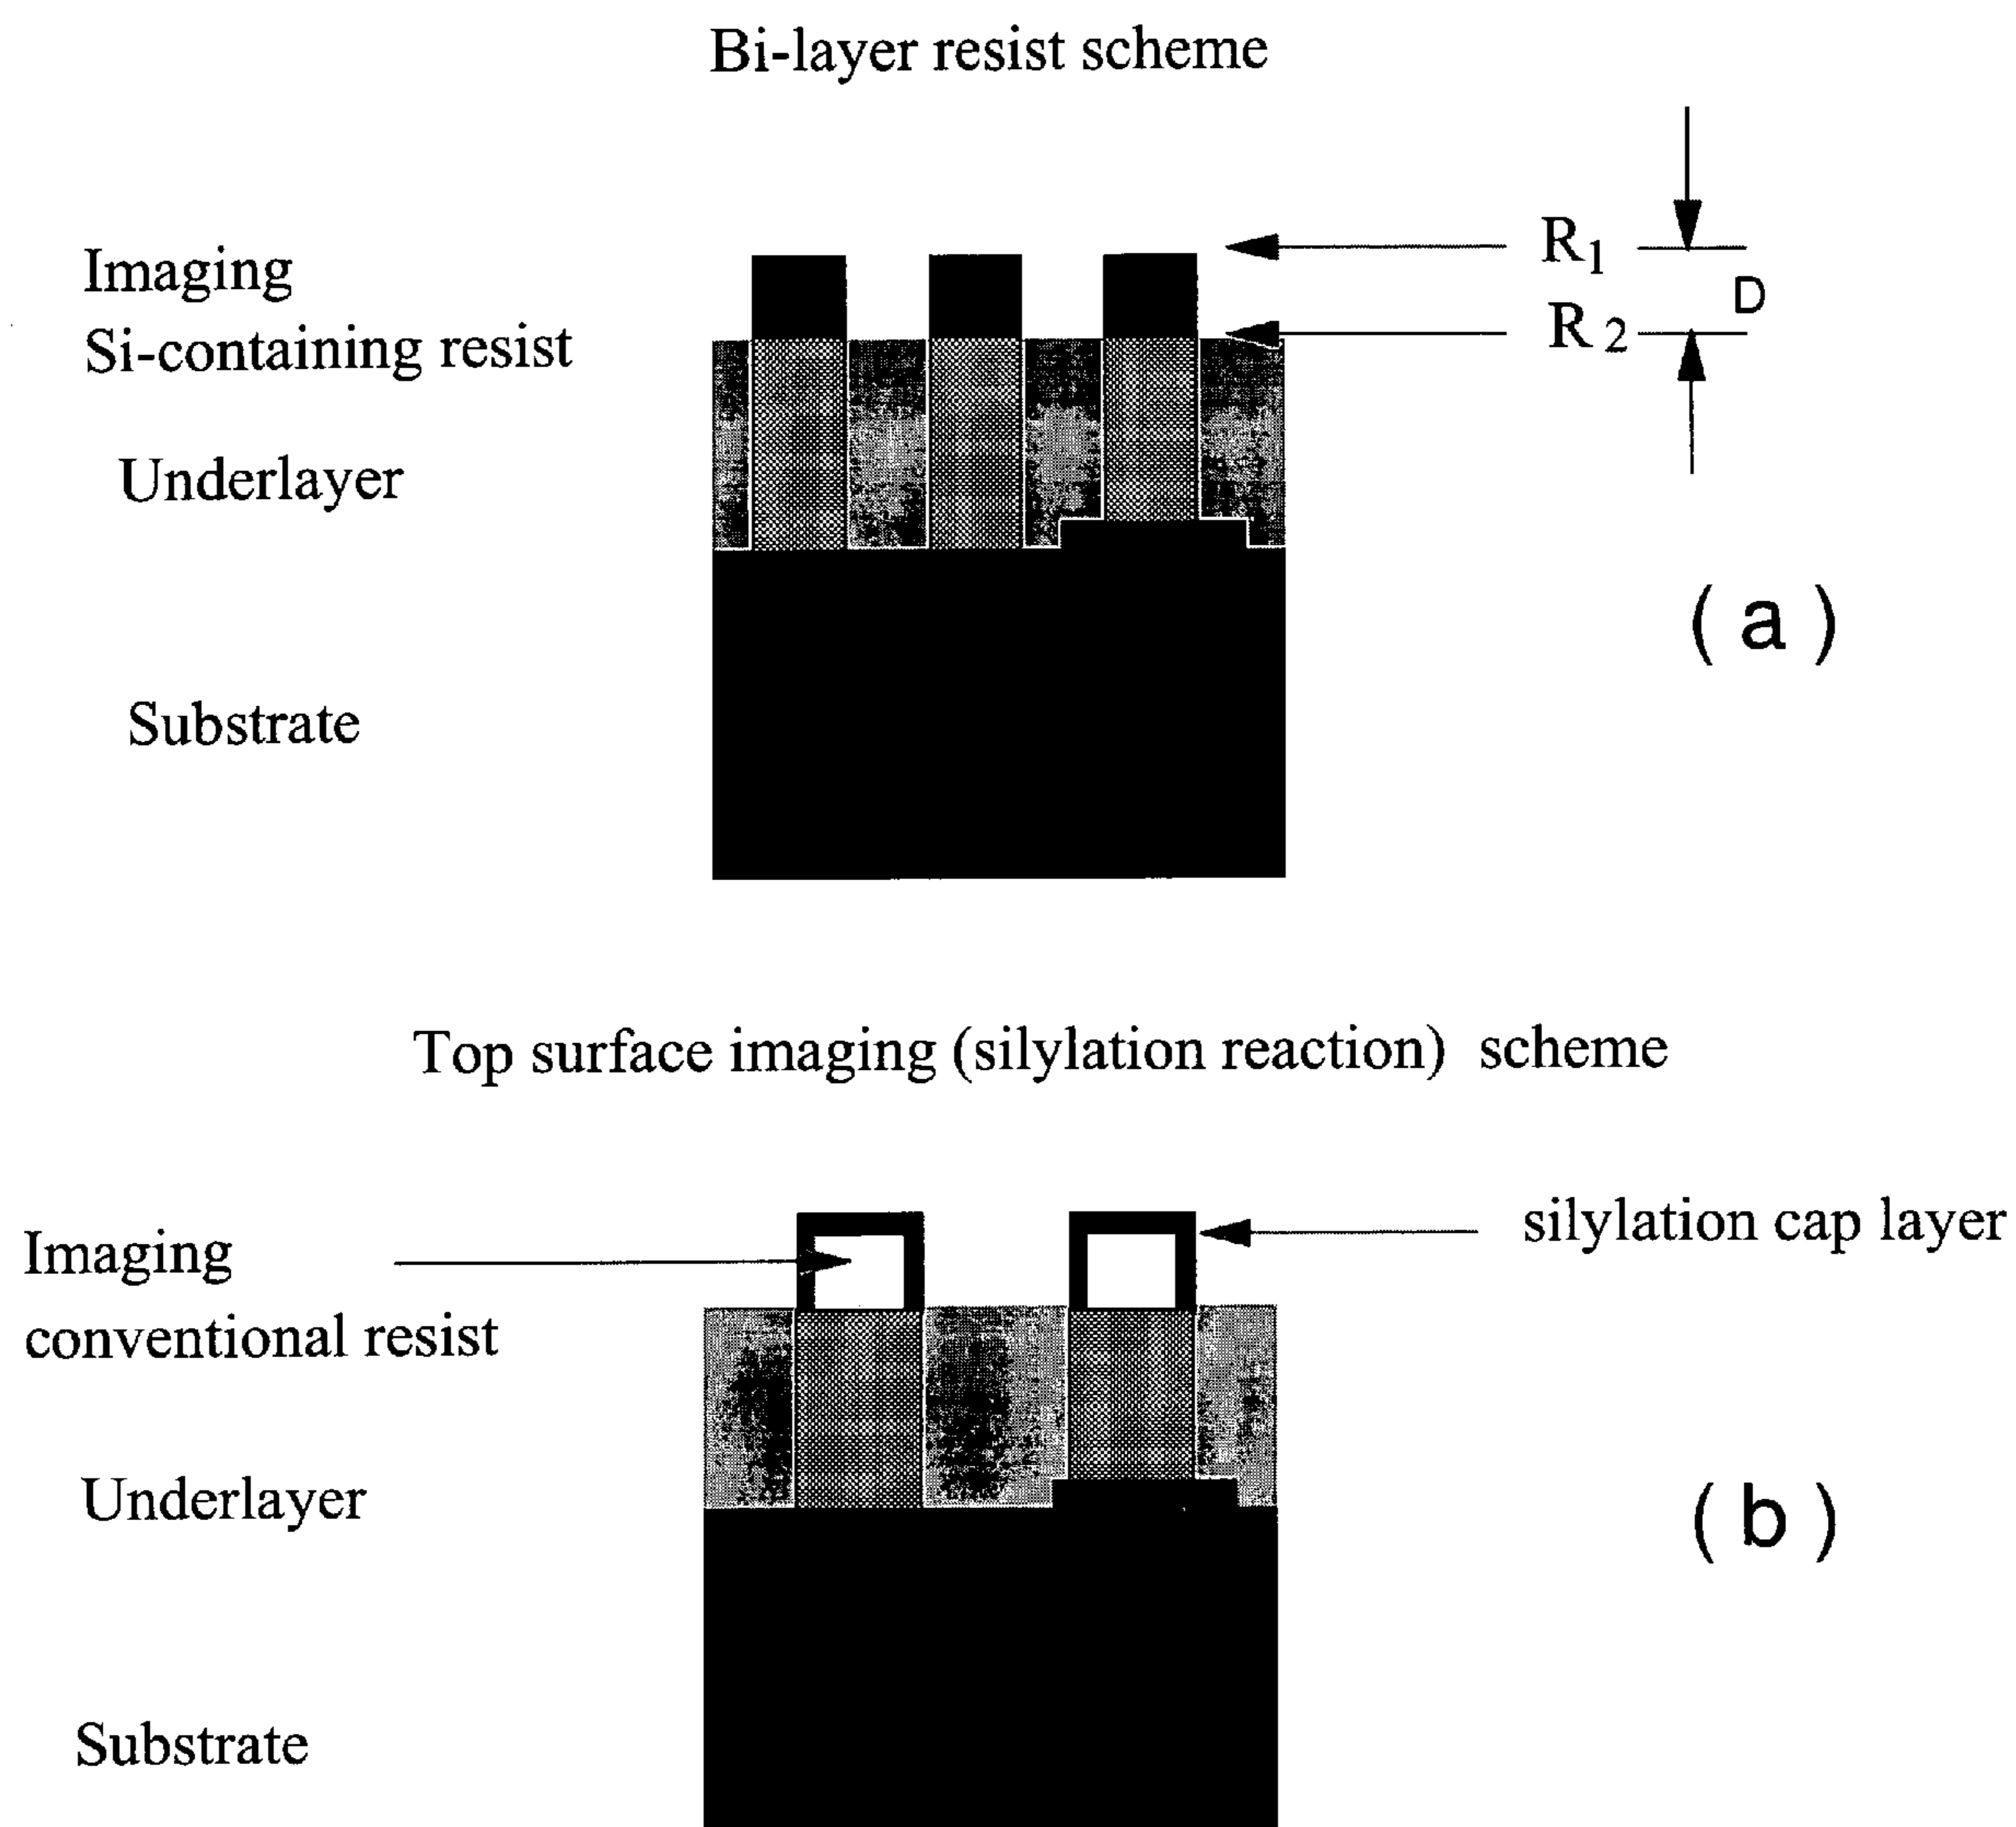 Bi-layer resist scheme
Imaging
Si-containing resist
Underlayer
Substrate
R1
R2
D
(a)
Top surface imaging (silylation reaction) scheme
Imaging
conventional resist
silylation cap layer
Underlayer
Substrate
(b)